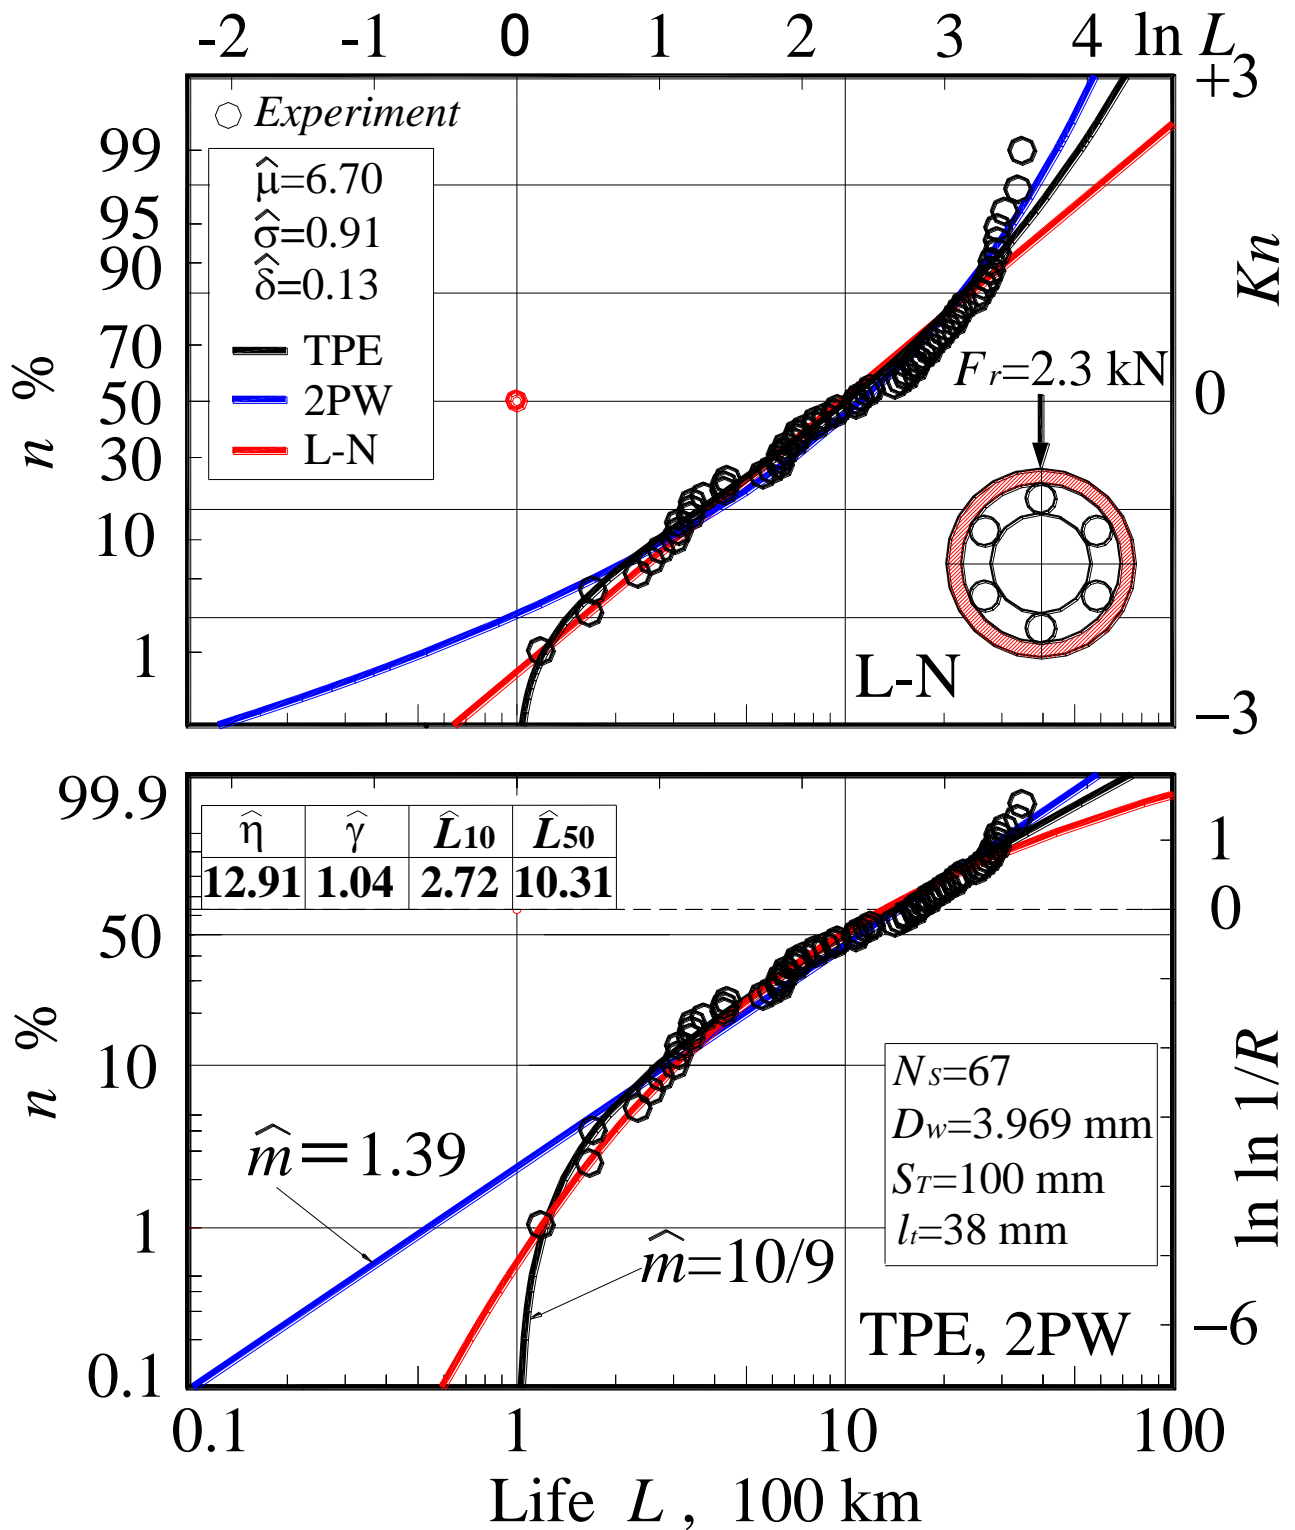 -2 -1 0 1 2 3 4 ln L
+3
Experiment
99
μ̂=6.70
95
σ̂=0.91
90
δ̂=0.13
Kn
TPE
70
Fr=2.3 kN
2PW
50
0
L-N
30
n %
10
1
L-N
−3
99.9
η̂ γ̂ L̂10 L̂50
12.91 1.04 2.72 10.31
1
0
50
n %
10
NS=67
Dw=3.969 mm
ST=100 mm
lt=38 mm
m̂=1.39
ln ln 1/R
1
m̂=10/9
TPE, 2PW
−6
0.1
0.1 1 10 100
Life L , 100 km